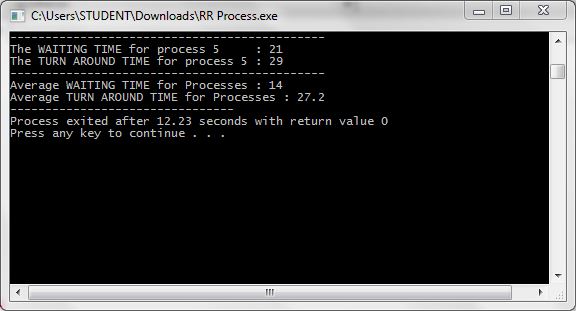 C:\Users\STUDENT\Downloads\RR Process.exe
---------------------------------------------
The WAITING TIME for process 5     : 21
The TURN AROUND TIME for process 5 : 29
---------------------------------------------
Average WAITING TIME for Processes : 14
Average TURN AROUND TIME for Processes : 27.2
--------------------------------
Process exited after 12.23 seconds with return value 0
Press any key to continue . . .